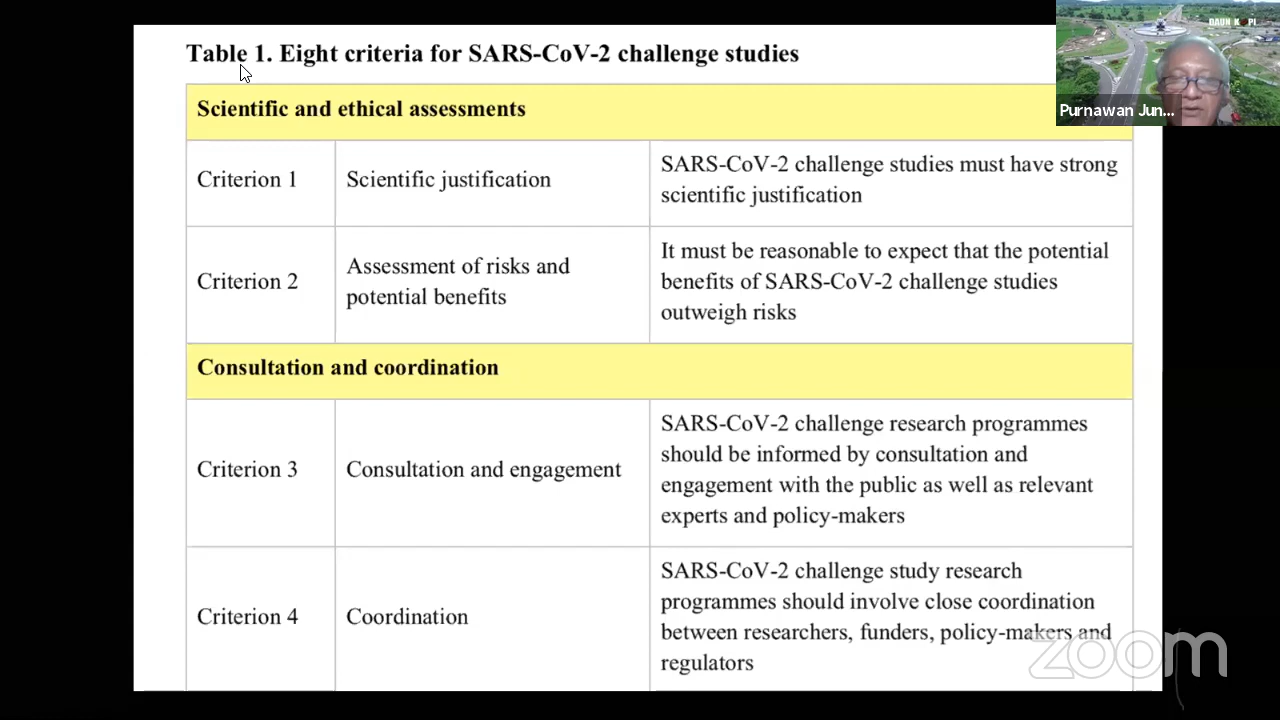 Table 1. Eight criteria for SARS-CoV-2 challenge studies
Scientific and ethical assessments
Criterion 1
Scientific justification
SARS-CoV-2 challenge studies must have strong
scientific justification
Criterion 2
Assessment of risks and
potential benefits
It must be reasonable to expect that the potential
benefits of SARS-CoV-2 challenge studies
outweigh risks
Consultation and coordination
Criterion 3
Consultation and engagement
SARS-CoV-2 challenge research programmes
should be informed by consultation and
engagement with the public as well as relevant
experts and policy-makers
Criterion 4
Coordination
SARS-CoV-2 challenge study research
programmes should involve close coordination
between researchers, funders, policy-makers and
regulators
Purnawan Jun...
zoom